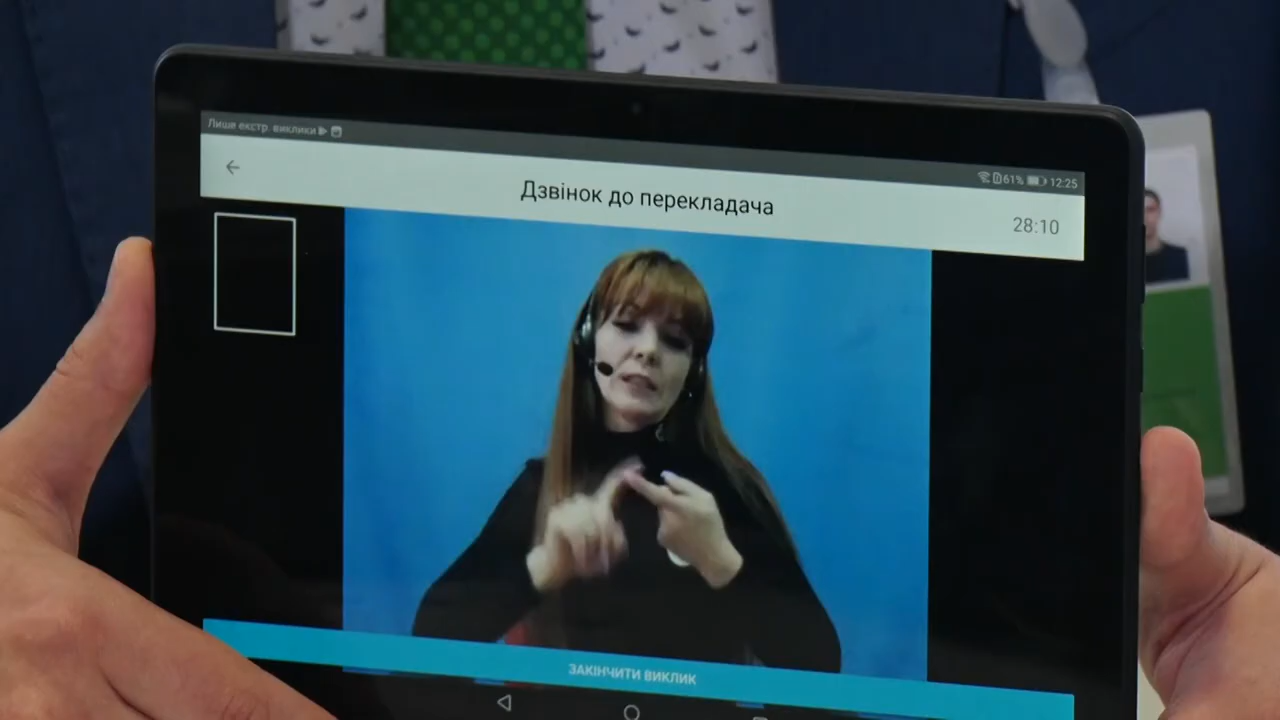 Лише екстр. виклики
61% 12:25
Дзвінок до перекладача
28:10
ЗАКІНЧИТИ ВИКЛИК